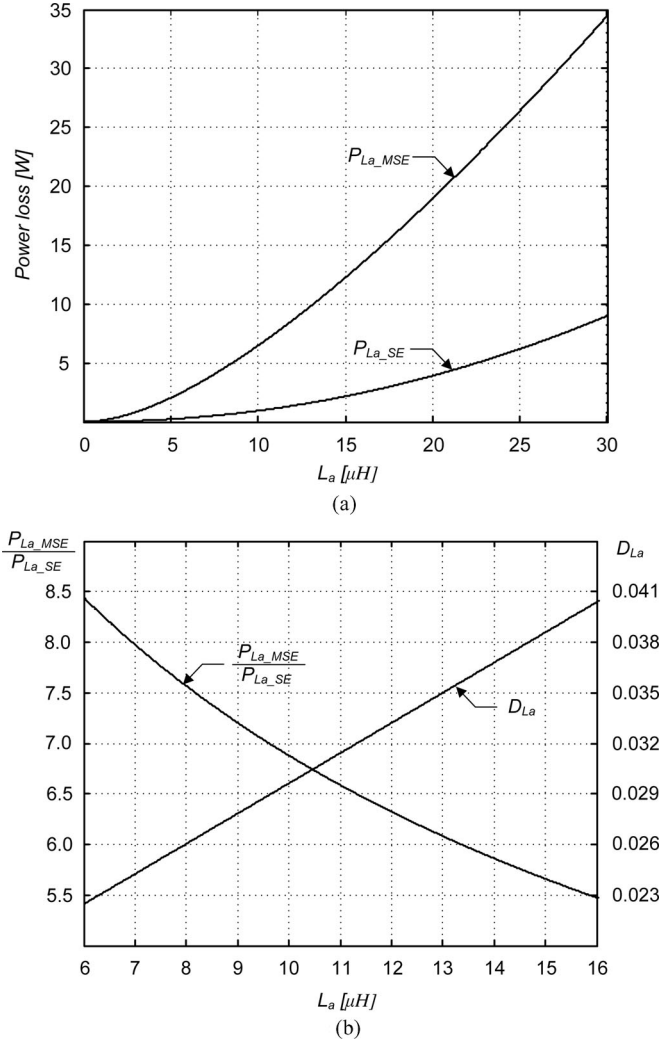 35
30
25
20
15
10
5
Power loss [W]
P_La_MSE
P_La_SE
0 5 10 15 20 25 30
L_a [μH]
(a)
P_La_MSE
P_La_SE
D_La
8.5 0.041
8.0 0.038
P_La_MSE
P_La_SE
7.5 0.035
D_La
7.0 0.032
6.5 0.029
6.0 0.026
5.5 0.023
6 7 8 9 10 11 12 13 14 15 16
L_a [μH]
(b)